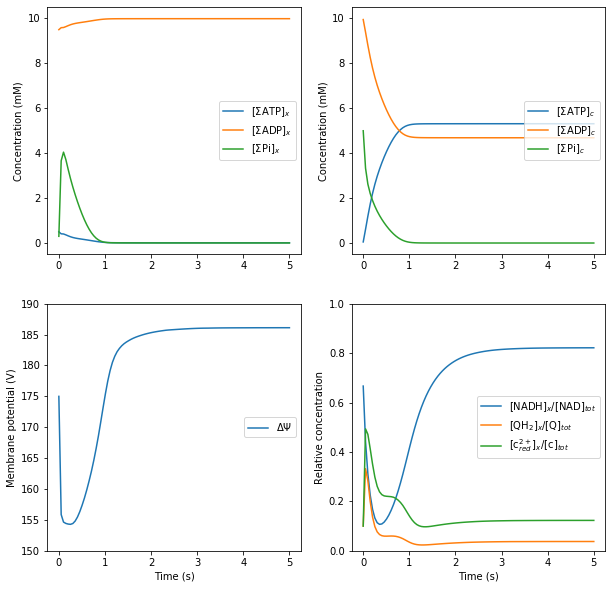 Concentration (mM)
10
8
6
4
2
0
0 1 2 3 4 5
[ΣATP]x
[ΣADP]x
[ΣPi]x
Concentration (mM)
10
8
6
4
2
0
0 1 2 3 4 5
[ΣATP]c
[ΣADP]c
[ΣPi]c
Membrane potential (V)
190
185
180
175
170
165
160
155
150
0 1 2 3 4 5
Time (s)
ΔΨ
Relative concentration
1.0
0.8
0.6
0.4
0.2
0.0
0 1 2 3 4 5
Time (s)
[NADH]x/[NAD]tot
[QH2]x/[Q]tot
[c2+red]x/[c]tot